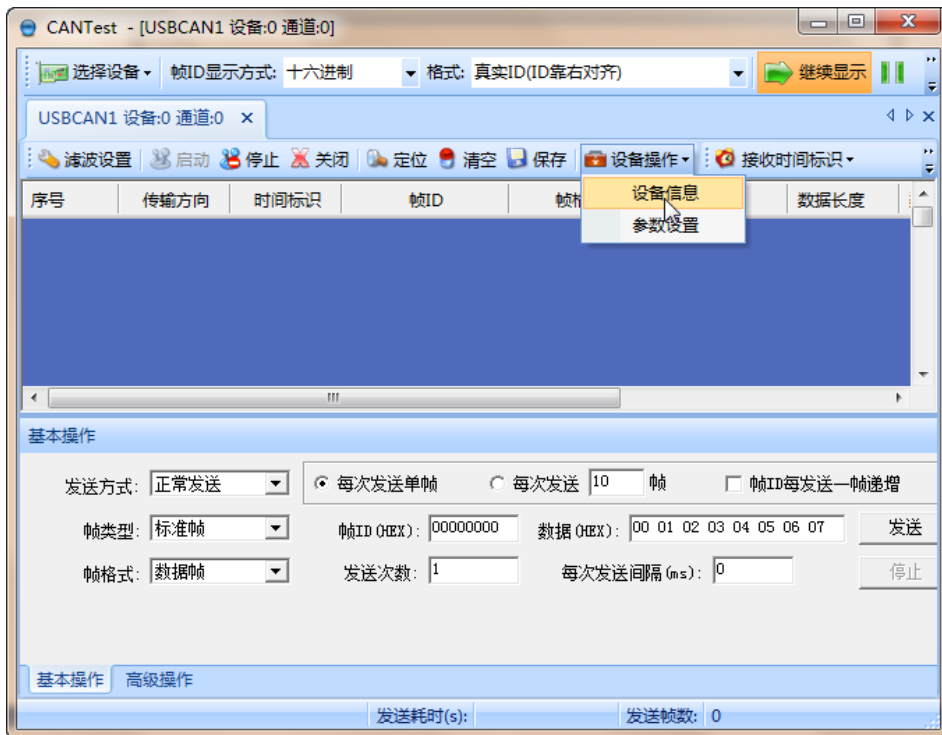 CANTest - [USBCAN1 设备:0 通道:0]
选择设备 帧ID显示方式: 十六进制 格式: 真实ID(ID靠右对齐) 继续显示
USBCAN1 设备:0 通道:0
滤波设置 启动 停止 关闭 定位 清空 保存 设备操作 接收时间标识
序号 传输方向 时间标识 帧ID 数据长度
设备信息
参数设置
基本操作
发送方式: 正常发送 每次发送单帧 每次发送 10 帧 帧ID每发送一帧递增
帧类型: 标准帧 帧ID(HEX): 00000000 数据(HEX): 00 01 02 03 04 05 06 07 发送
帧格式: 数据帧 发送次数: 1 每次发送间隔(ms): 0 停止
基本操作 高级操作
发送耗时(s): 发送帧数: 0